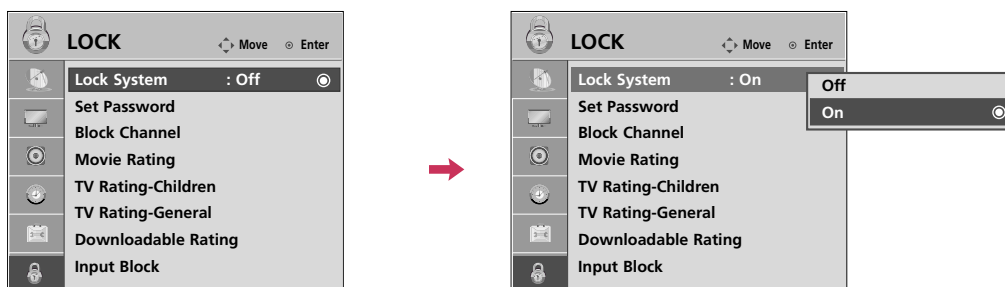 LOCK Move Enter
Lock System : Off
Set Password
Block Channel
Movie Rating
TV Rating-Children
TV Rating-General
Downloadable Rating
Input Block
LOCK Move Enter
Lock System : On
Set Password
Block Channel
Movie Rating
TV Rating-Children
TV Rating-General
Downloadable Rating
Input Block
Off
On